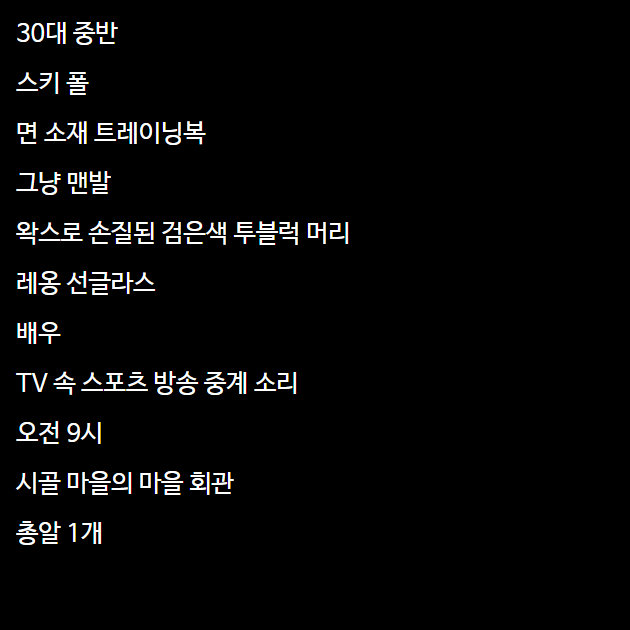 30대 중반
스키 폴
면 소재 트레이닝복
그냥 맨발
왁스로 손질된 검은색 투블럭 머리
레옹 선글라스
배우
TV 속 스포츠 방송 중계 소리
오전 9시
시골 마을의 마을 회관
총알 1개